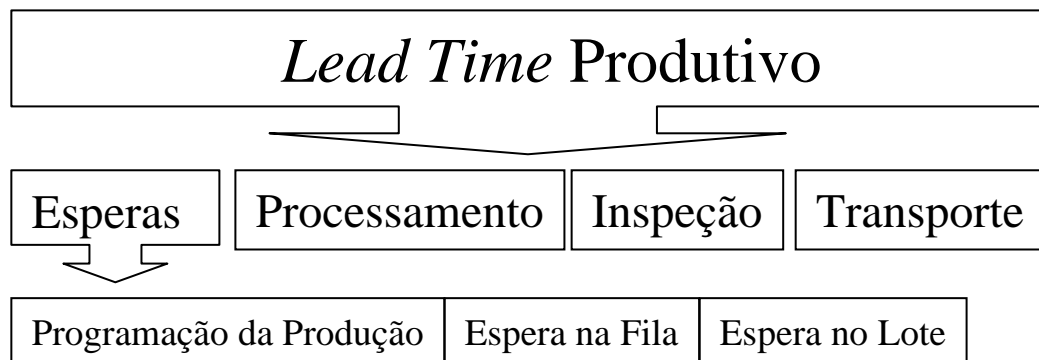 Lead Time Produtivo
Esperas Processamento Inspeção Transporte
Programação da Produção Espera na Fila Espera no Lote